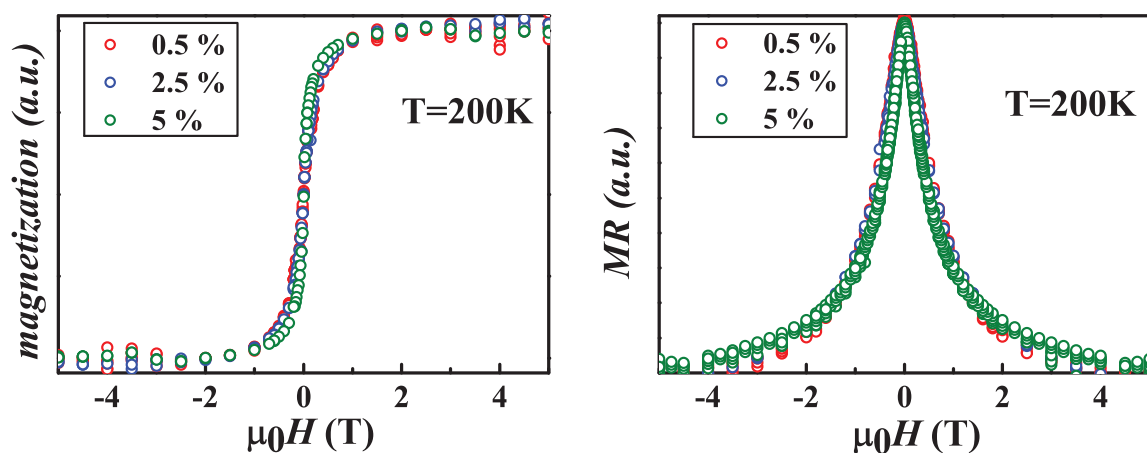 magnetization (a.u.)
0.5 %
2.5 %
5 %
T=200K
-4 -2 0 2 4
μ0H (T)
MR (a.u.)
0.5 %
2.5 %
5 %
T=200K
-4 -2 0 2 4
μ0H (T)